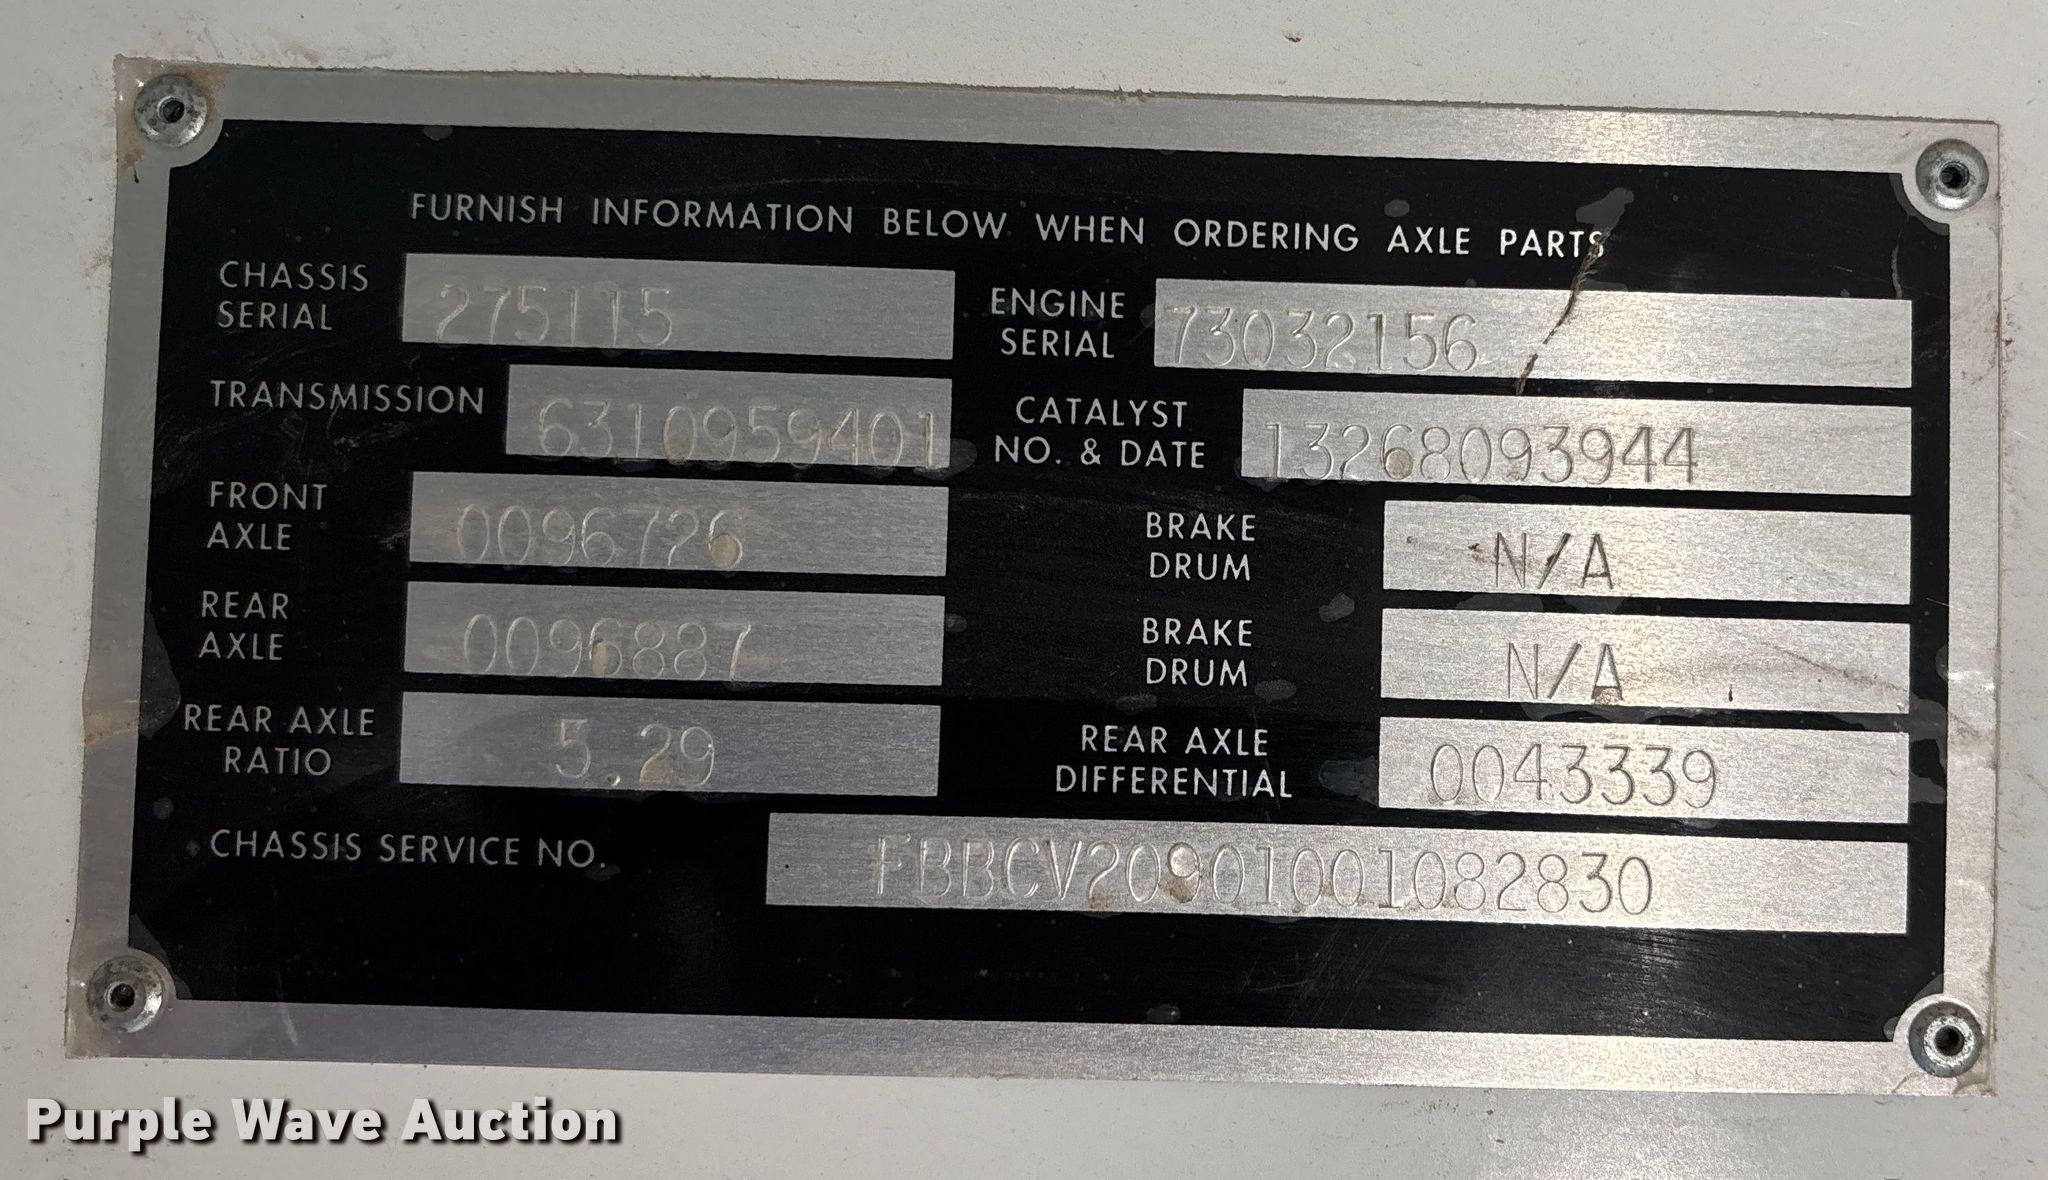 FURNISH INFORMATION BELOW WHEN ORDERING AXLE PARTS
CHASSIS SERIAL 275115
ENGINE SERIAL 73032156
TRANSMISSION 6310959401
CATALYST NO. & DATE 13268093944
FRONT AXLE 0096726
BRAKE DRUM N/A
REAR AXLE 0096887
BRAKE DRUM N/A
REAR AXLE RATIO 5.29
REAR AXLE DIFFERENTIAL 0043339
CHASSIS SERVICE NO. FBBCV20901001082830
Purple Wave Auction